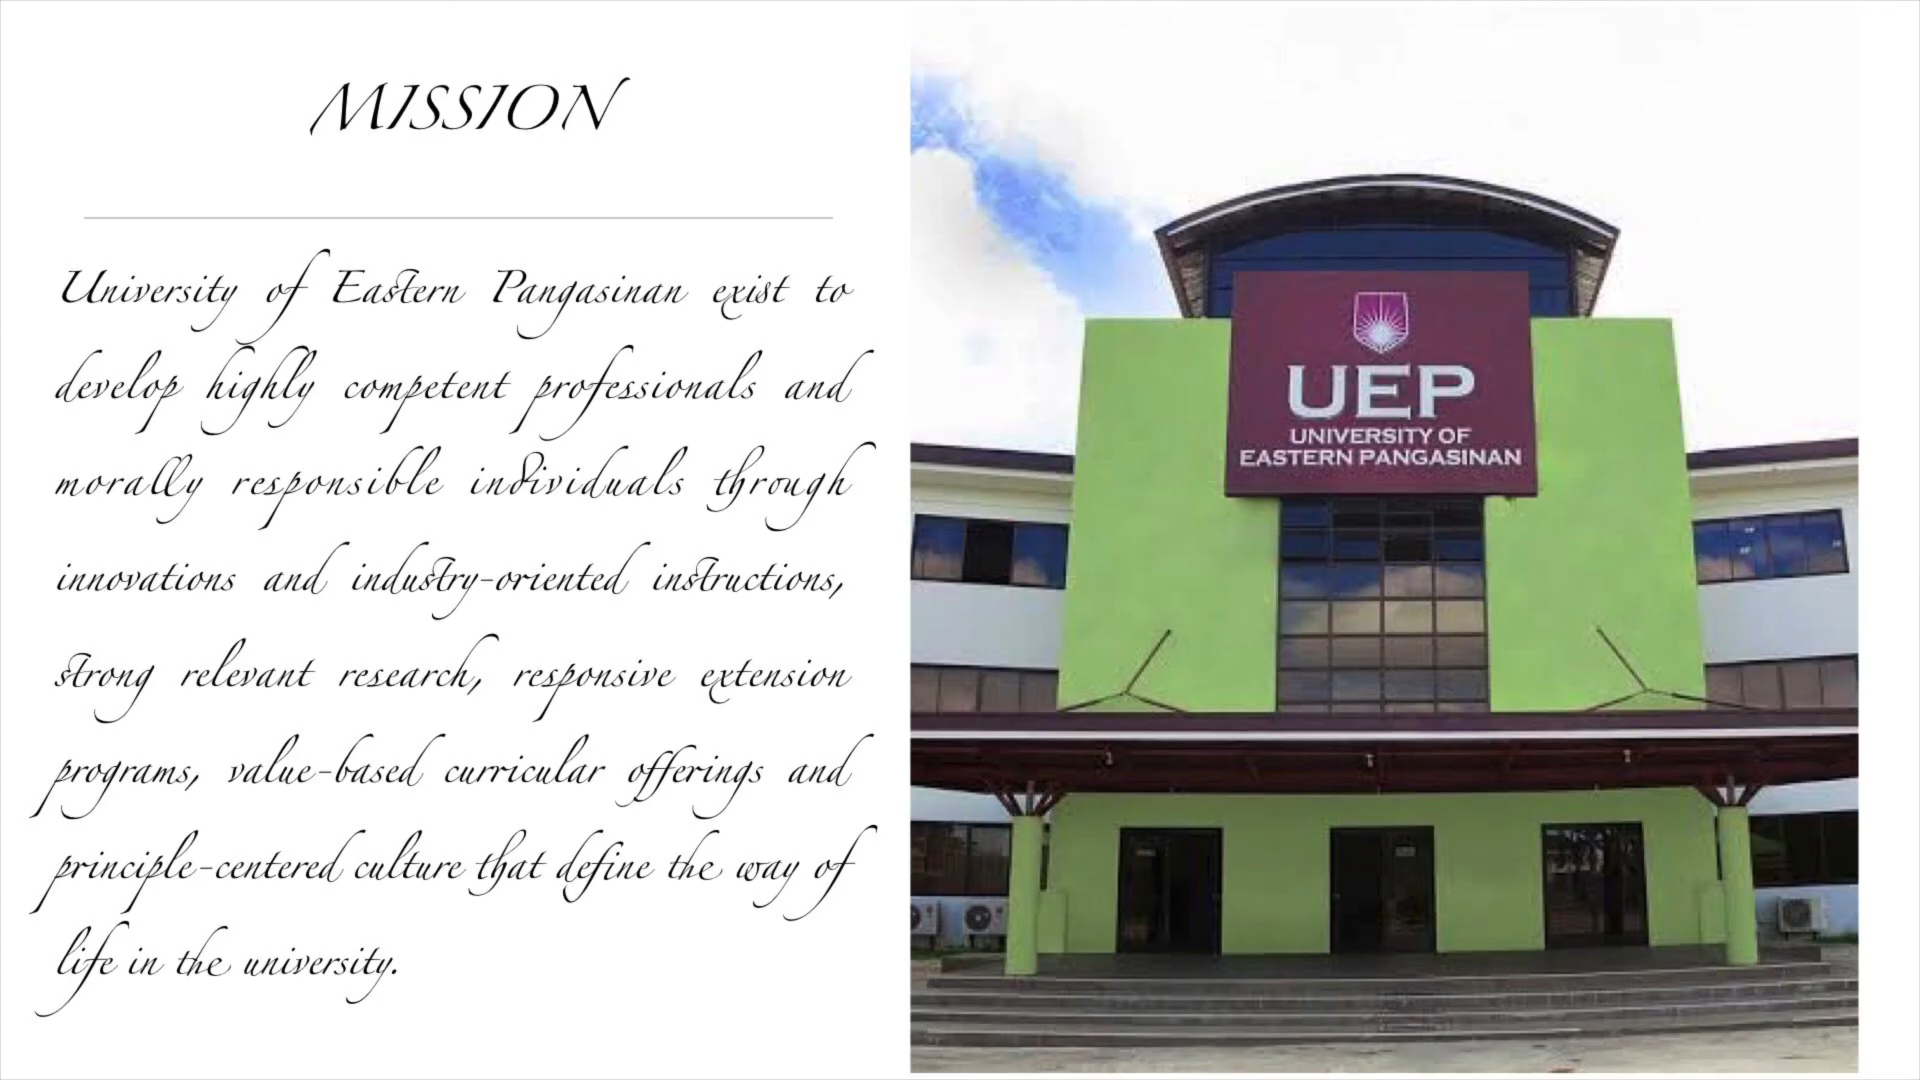 MISSION
University of Eastern Pangasinan exist to
develop highly competent professionals and
morally responsible individuals through
innovations and industry-oriented instructions,
strong relevant research, responsive extension
programs, value-based curricular offerings and
principle-centered culture that define the way of
life in the university.
UEP
UNIVERSITY OF
EASTERN PANGASINAN